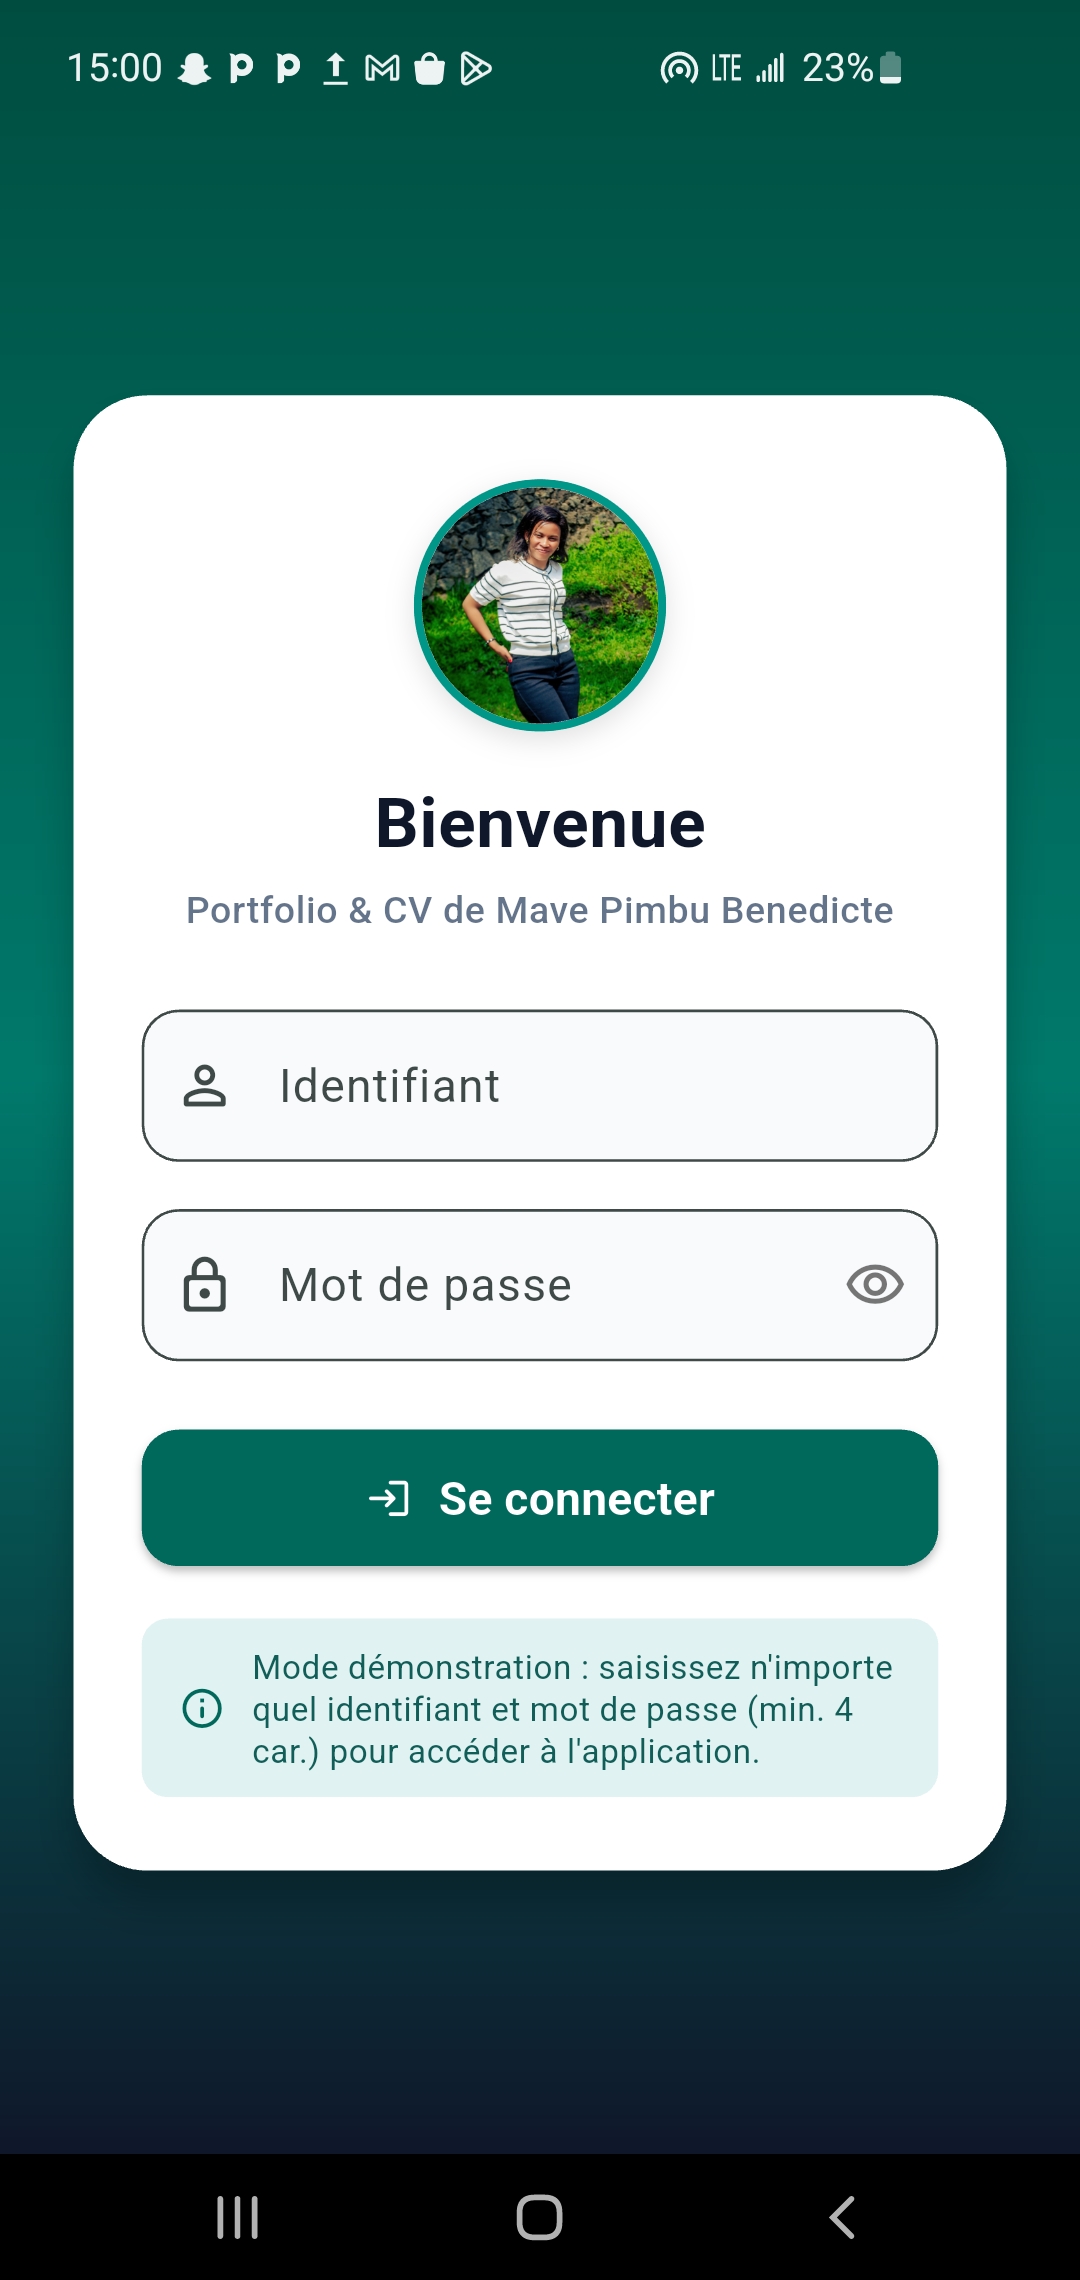 15:00
LTE
23%
Bienvenue
Portfolio & CV de Mave Pimbu Benedicte
Identifiant
Mot de passe
Se connecter
Mode démonstration : saisissez n'importe
quel identifiant et mot de passe (min. 4
car.) pour accéder à l'application.